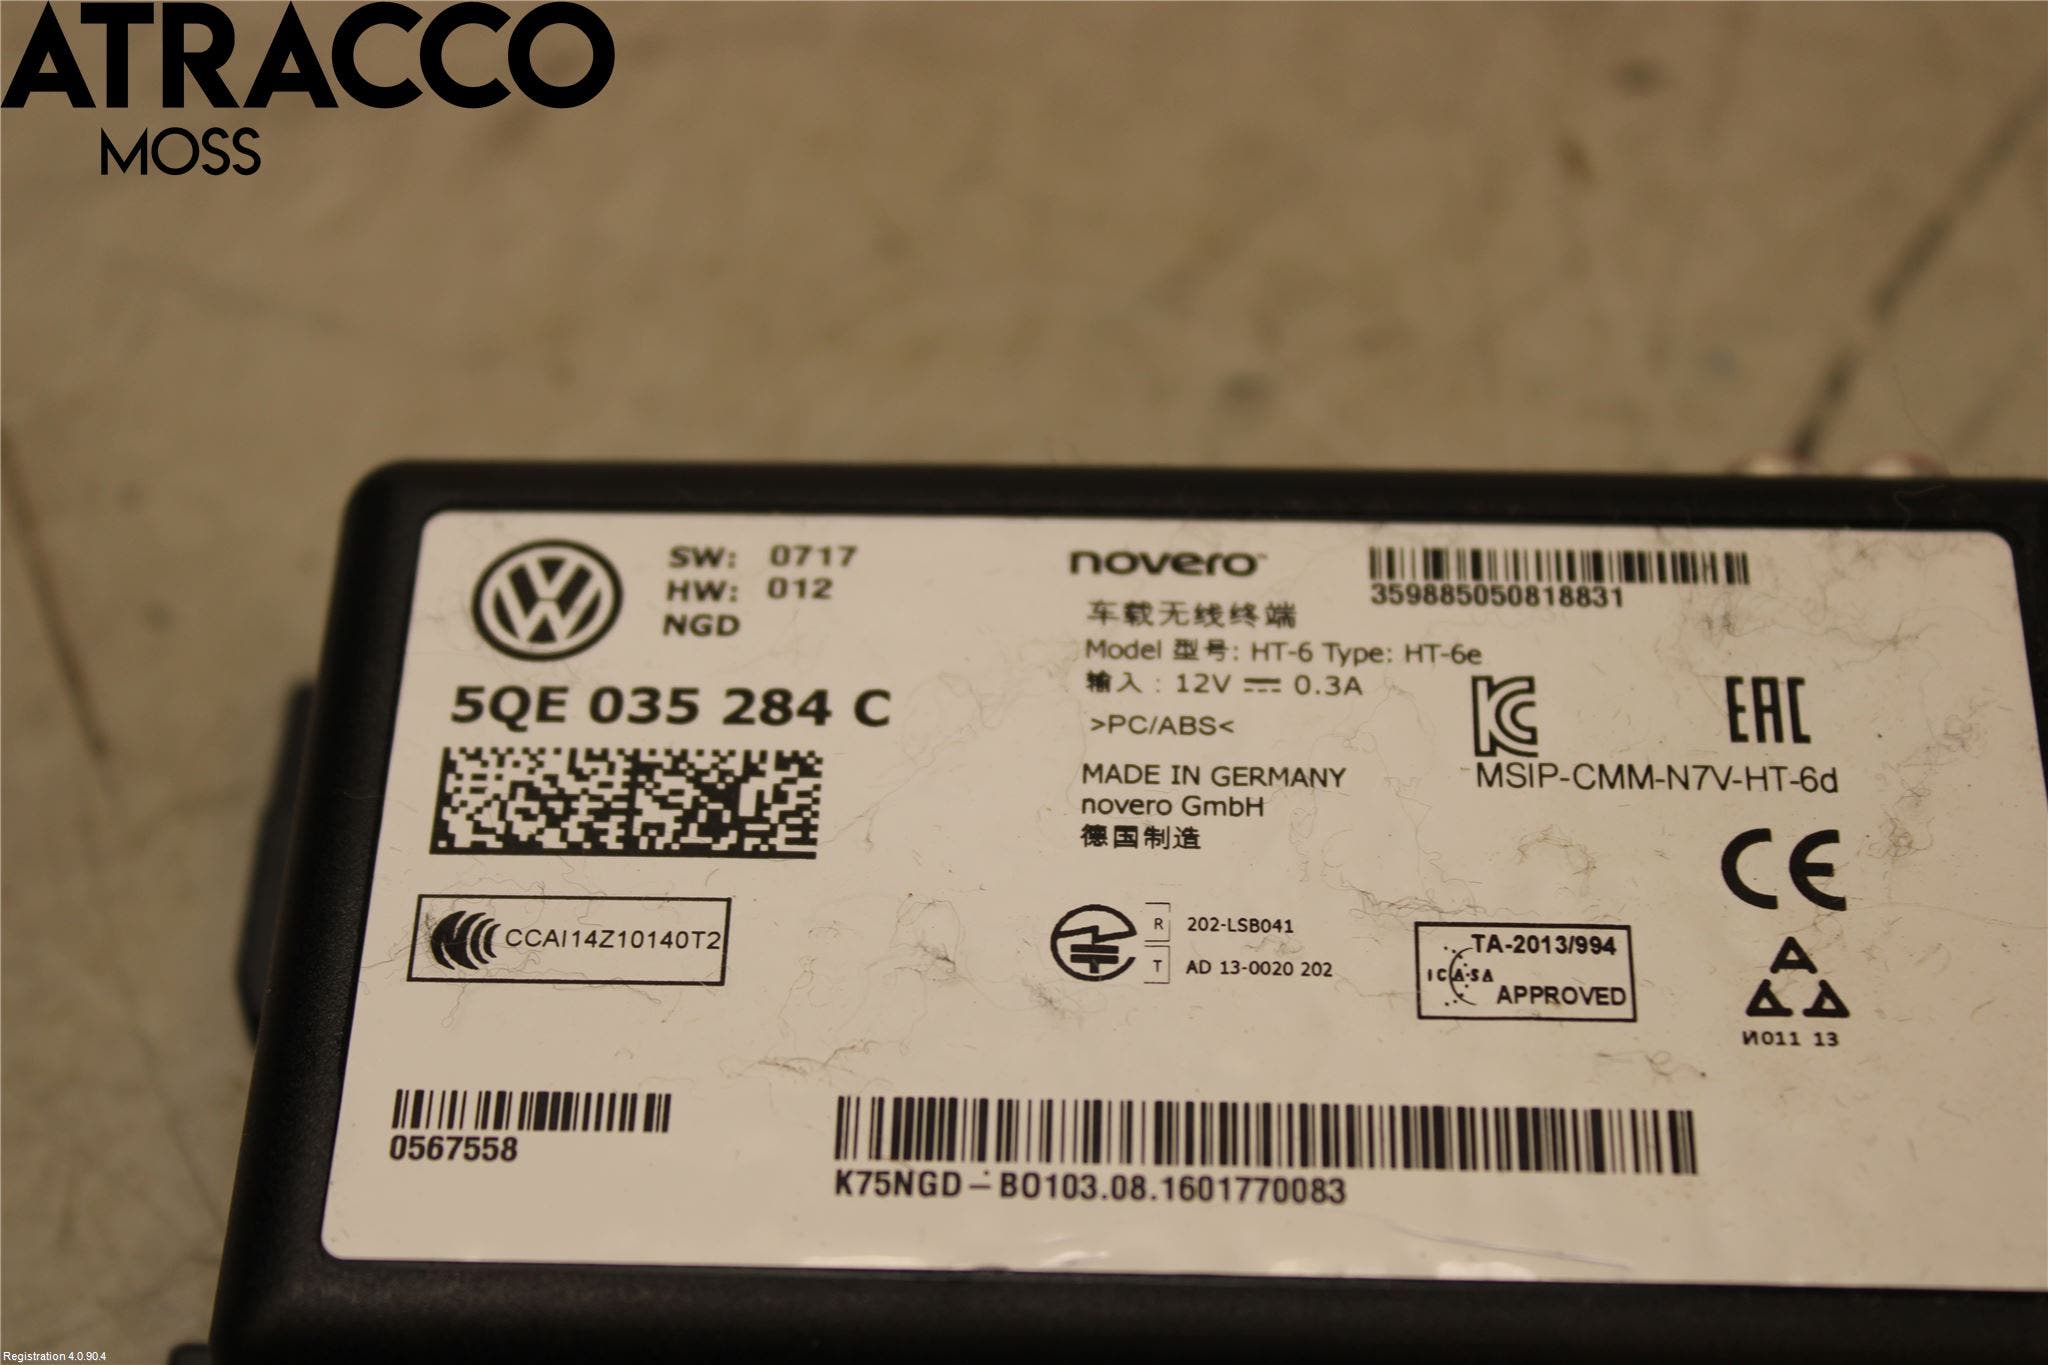 ATRACCO
MOSS
SW: 0717
HW: 012
NGD
5QE 035 284 C
CCAI14Z10140T2
0567558
novero
359885050818831
车载无线终端
Model 型号: HT-6 Type: HT-6e
输入: 12V 0.3A
>PC/ABS<
MADE IN GERMANY
novero GmbH
德国制造
EAC
MSIP-CMM-N7V-HT-6d
CE
R 202-LSB041
T AD 13-0020 202
TA-2013/994
ICASA
APPROVED
И011 13
K75NGD-BO103.08.1601770083
Registration 4.0.90.4